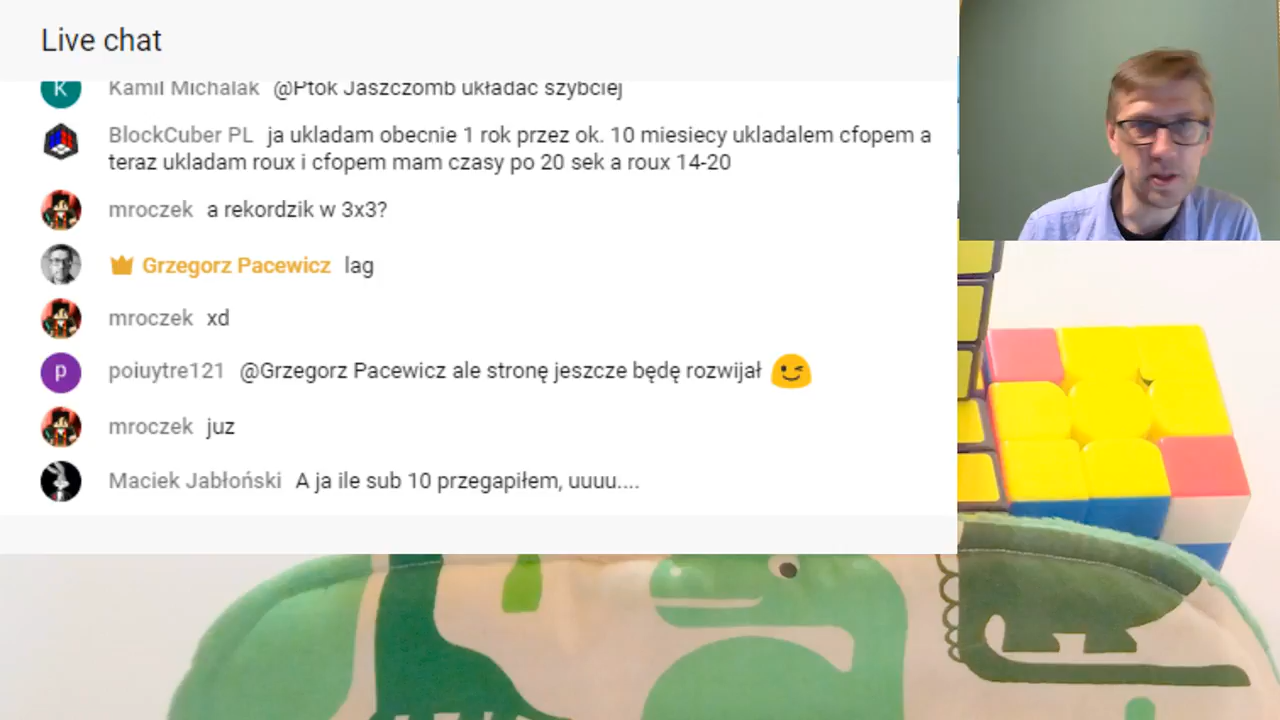 Live chat
K Kamil Michalak @Ptok Jaszczomb układac szybciej
BlockCuber PL ja ukladam obecnie 1 rok przez ok. 10 miesiecy ukladalem cfopem a
teraz ukladam roux i cfopem mam czasy po 20 sek a roux 14-20
mroczek a rekordzik w 3x3?
Grzegorz Pacewicz lag
mroczek xd
p poiuytre121 @Grzegorz Pacewicz ale stronę jeszcze będę rozwijał
mroczek juz
Maciek Jabłoński A ja ile sub 10 przegapiłem, uuuu....